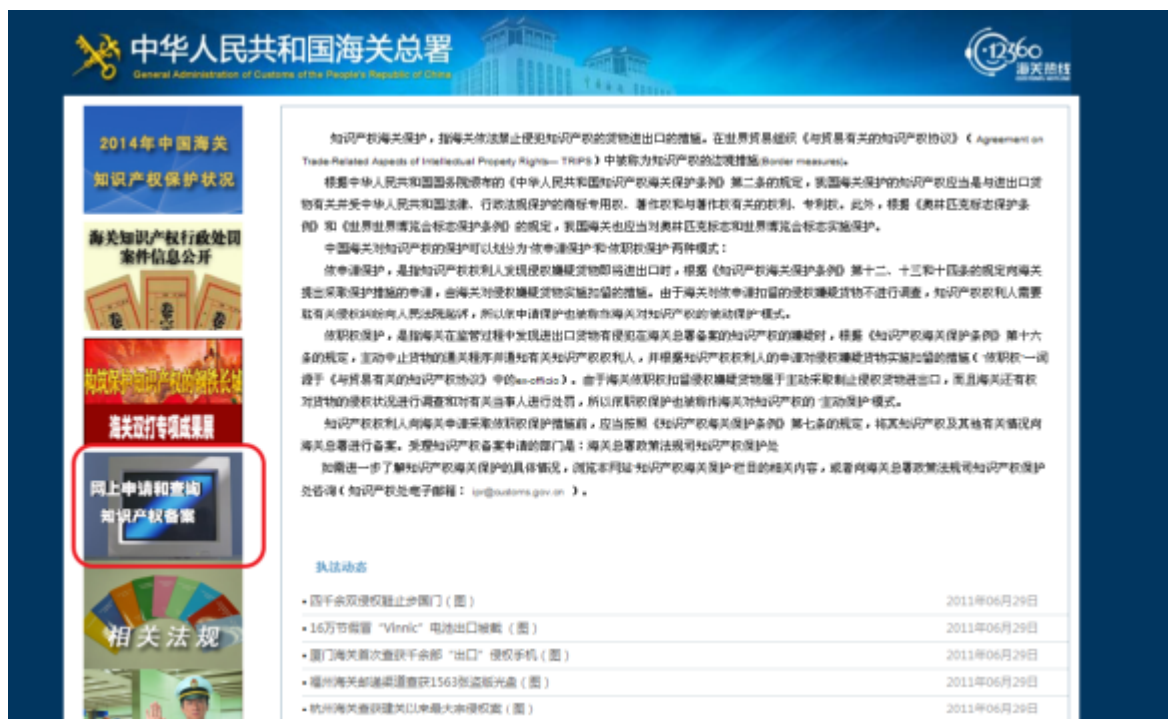 中华人民共和国海关总署
General Administration of Customs of the People's Republic of China
12360
海关热线
2014年中国海关
知识产权保护状况
海关知识产权行政处罚
案件信息公开
构筑保护知识产权的钢铁长城
海关双打专项成果展
网上申请和查询
知识产权备案
相关法规
知识产权海关保护，指海关依法禁止侵犯知识产权的货物进出口的措施。在世界贸易组织《与贸易有关的知识产权协议》（Agreement on
Trade-Related Aspects of Intellectual Property Rights— TRIPS）中被称为知识产权的边境措施(Border measures)。
根据中华人民共和国国务院颁布的《中华人民共和国知识产权海关保护条例》第二条的规定，我国海关保护的知识产权应当是与进出口货
物有关并受中华人民共和国法律、行政法规保护的商标专用权、著作权和与著作权有关的权利、专利权。此外，根据《奥林匹克标志保护条
例》和《世界世界博览会标志保护条例》的规定，我国海关也应当对奥林匹克标志和世界博览会标志实施保护。
中国海关对知识产权的保护可以划分为'依申请保护'和'依职权保护'两种模式：
依申请保护，是指知识产权权利人发现侵权嫌疑货物即将进出口时，根据《知识产权海关保护条例》第十二、十三和十四条的规定向海关
提出采取保护措施的申请，由海关对侵权嫌疑货物实施扣留的措施。由于海关对依申请扣留的侵权嫌疑货物不进行调查，知识产权权利人需要
就有关侵权纠纷向人民法院起诉，所以依申请保护也被称作海关对知识产权的'被动保护'模式。
依职权保护，是指海关在监管过程中发现进出口货物有侵犯在海关总署备案的知识产权的嫌疑时，根据《知识产权海关保护条例》第十六
条的规定，主动中止货物的通关程序并通知有关知识产权权利人，并根据知识产权权利人的申请对侵权嫌疑货物实施扣留的措施（'依职权'一词
源于《与贸易有关的知识产权协议》中的ex-officio）。由于海关依职权扣留侵权嫌疑货物属于主动采取制止侵权货物进出口，而且海关还有权
对货物的侵权状况进行调查和对有关当事人进行处罚，所以依职权保护也被称作海关对知识产权的'主动保护'模式。
知识产权权利人向海关申请采取依职权保护措施前，应当按照《知识产权海关保护条例》第七条的规定，将其知识产权及其他有关情况向
海关总署进行备案。受理知识产权备案申请的部门是：海关总署政策法规司知识产权保护处
如需进一步了解知识产权海关保护的具体情况，浏览本网站'知识产权海关保护'栏目的相关内容，或者向海关总署政策法规司知识产权保护
处咨询（知识产权处电子邮箱： ipr@customs.gov.cn ）。
执法动态
• 四千余双侵权鞋止步国门（图） 2011年06月29日
• 16万节假冒“Vinnic”电池出口被截（图） 2011年06月29日
• 厦门海关首次查获千余部“出口”侵权手机（图） 2011年06月29日
• 福州海关邮递渠道查获1563张盗版光盘（图） 2011年06月29日
• 杭州海关查获建关以来最大宗侵权案（图） 2011年06月29日